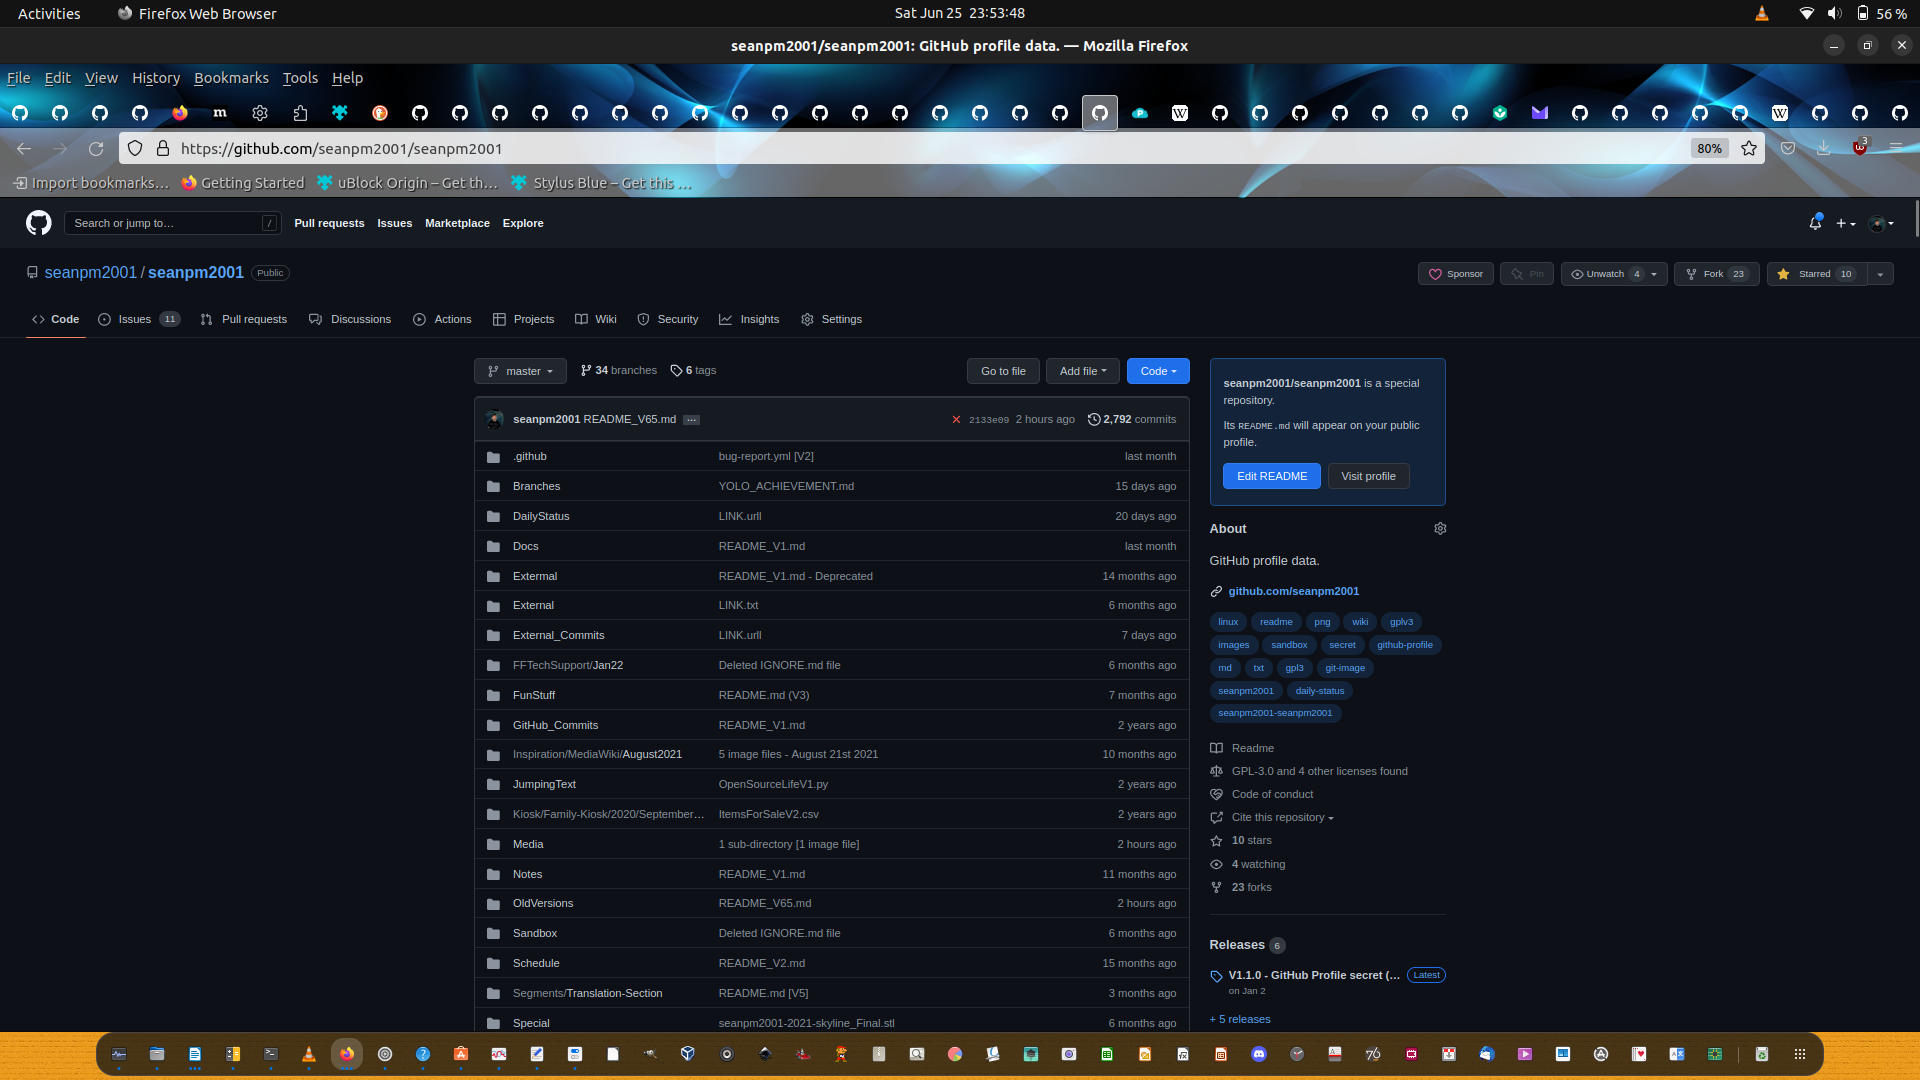 Activities
Firefox Web Browser
Sat Jun 25 23:53:48
56 %
seanpm2001/seanpm2001: GitHub profile data. — Mozilla Firefox
File Edit View History Bookmarks Tools Help
https://github.com/seanpm2001/seanpm2001
80%
3
Import bookmarks… Getting Started uBlock Origin – Get th… Stylus Blue – Get this …
Search or jump to… /
Pull requests Issues Marketplace Explore
seanpm2001 / seanpm2001 Public
Sponsor Pin Unwatch 4 Fork 23 Starred 10
Code Issues 11 Pull requests Discussions Actions Projects Wiki Security Insights Settings
master 34 branches 6 tags Go to file Add file Code
seanpm2001 README_V65.md … 2133e09 2 hours ago 2,792 commits
.github bug-report.yml [V2] last month
Branches YOLO_ACHIEVEMENT.md 15 days ago
DailyStatus LINK.urll 20 days ago
Docs README_V1.md last month
Extermal README_V1.md - Deprecated 14 months ago
External LINK.txt 6 months ago
External_Commits LINK.urll 7 days ago
FFTechSupport/Jan22 Deleted IGNORE.md file 6 months ago
FunStuff README.md (V3) 7 months ago
GitHub_Commits README_V1.md 2 years ago
Inspiration/MediaWiki/August2021 5 image files - August 21st 2021 10 months ago
JumpingText OpenSourceLifeV1.py 2 years ago
Kiosk/Family-Kiosk/2020/September… ItemsForSaleV2.csv 2 years ago
Media 1 sub-directory [1 image file] 2 hours ago
Notes README_V1.md 11 months ago
OldVersions README_V65.md 2 hours ago
Sandbox Deleted IGNORE.md file 6 months ago
Schedule README_V2.md 15 months ago
Segments/Translation-Section README.md [V5] 3 months ago
Special seanpm2001-2021-skyline_Final.stl 6 months ago
seanpm2001/seanpm2001 is a special
repository.
Its README.md will appear on your public
profile.
Edit README Visit profile
About
GitHub profile data.
github.com/seanpm2001
linux readme png wiki gplv3
images sandbox secret github-profile
md txt gpl3 git-image
seanpm2001 daily-status
seanpm2001-seanpm2001
Readme
GPL-3.0 and 4 other licenses found
Code of conduct
Cite this repository
10 stars
4 watching
23 forks
Releases 6
V1.1.0 - GitHub Profile secret (… Latest
on Jan 2
+ 5 releases